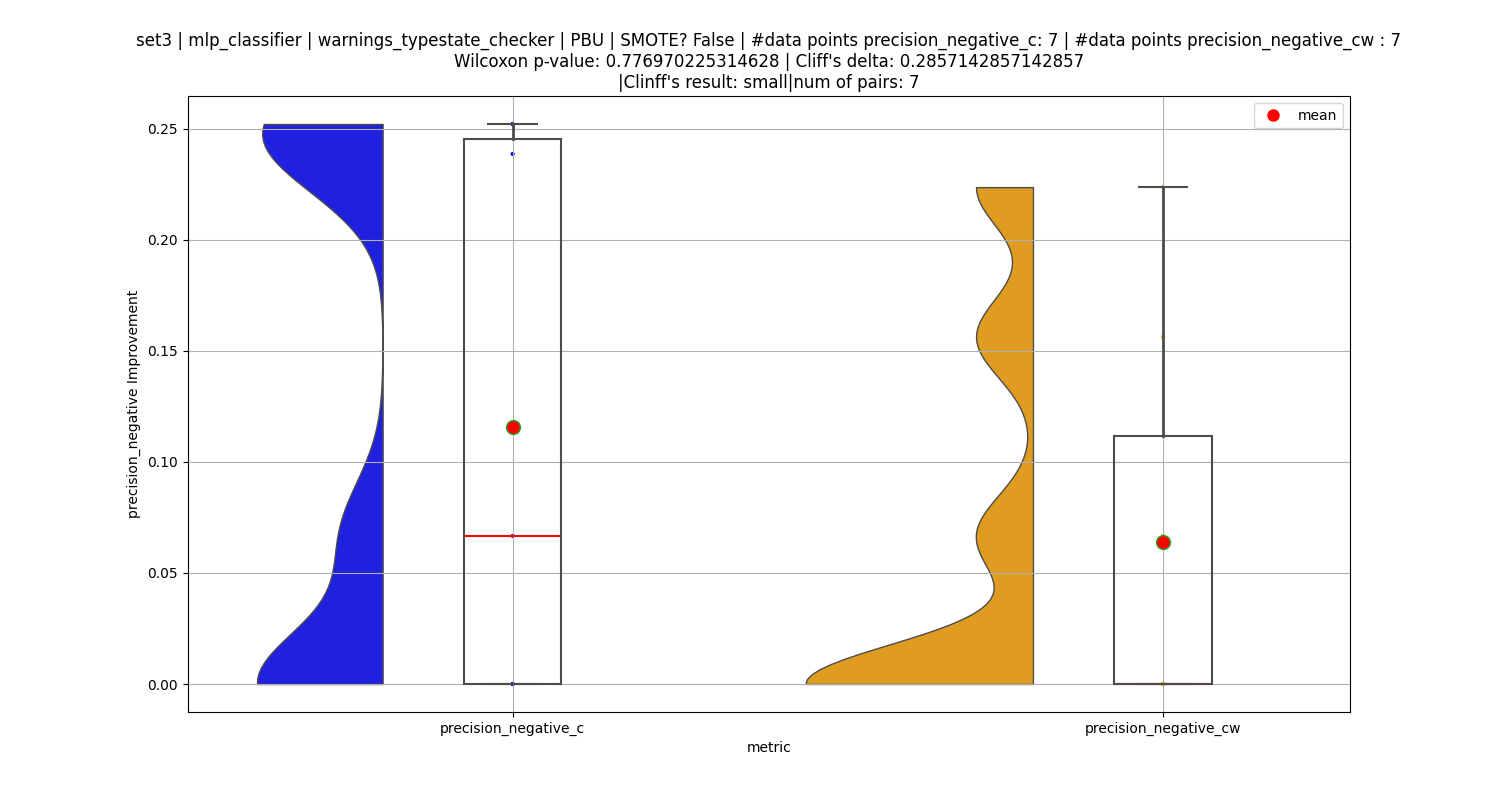 set3 | mlp_classifier | warnings_typestate_checker | PBU | SMOTE? False | #data points precision_negative_c: 7 | #data points precision_negative_cw : 7
Wilcoxon p-value: 0.776970225314628 | Cliff's delta: 0.2857142857142857
|Clinff's result: small|num of pairs: 7
mean
0.25
0.20
0.15
0.10
0.05
0.00
precision_negative Improvement
precision_negative_c
precision_negative_cw
metric